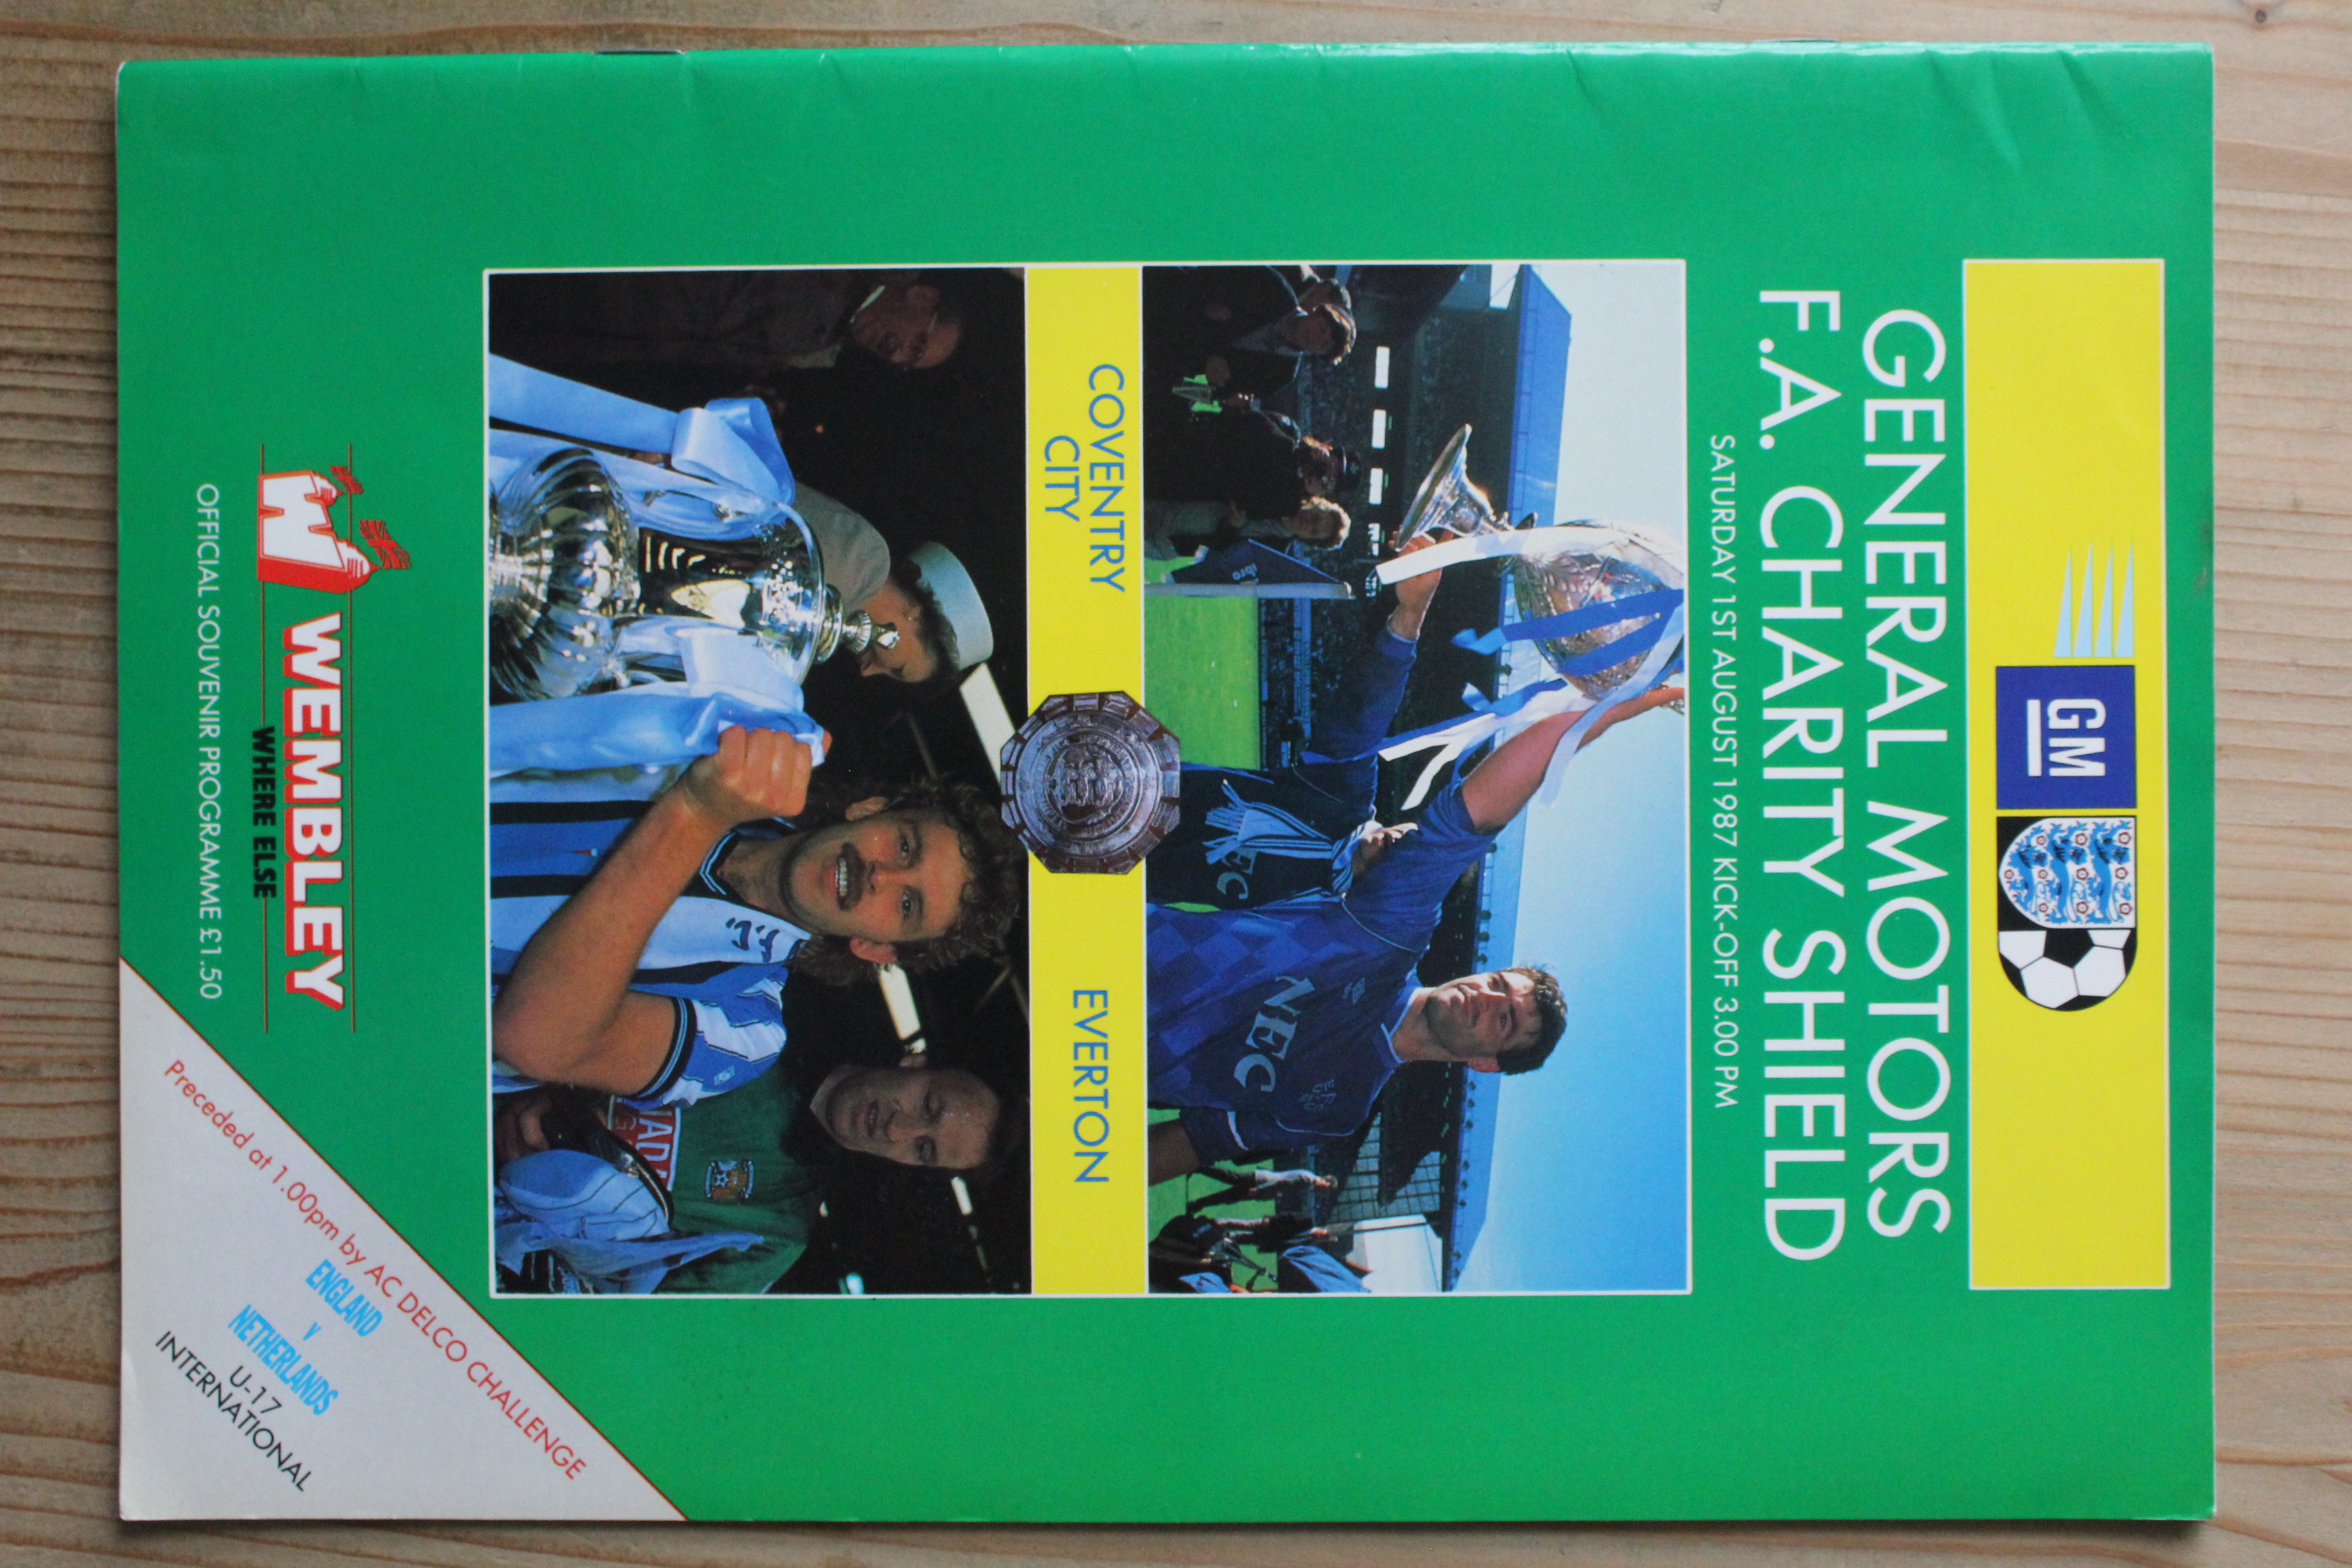 GM
GENERAL MOTORS
F.A. CHARITY SHIELD
SATURDAY 1ST AUGUST 1987 KICK-OFF 3.00 PM
NEC
EC
COVENTRY
CITY
EVERTON
F.C.
W WEMBLEY
WHERE ELSE
OFFICIAL SOUVENIR PROGRAMME £1.50
Preceded at 1.00pm by AC DELCO CHALLENGE
ENGLAND
v
NETHERLANDS
U-17
INTERNATIONAL